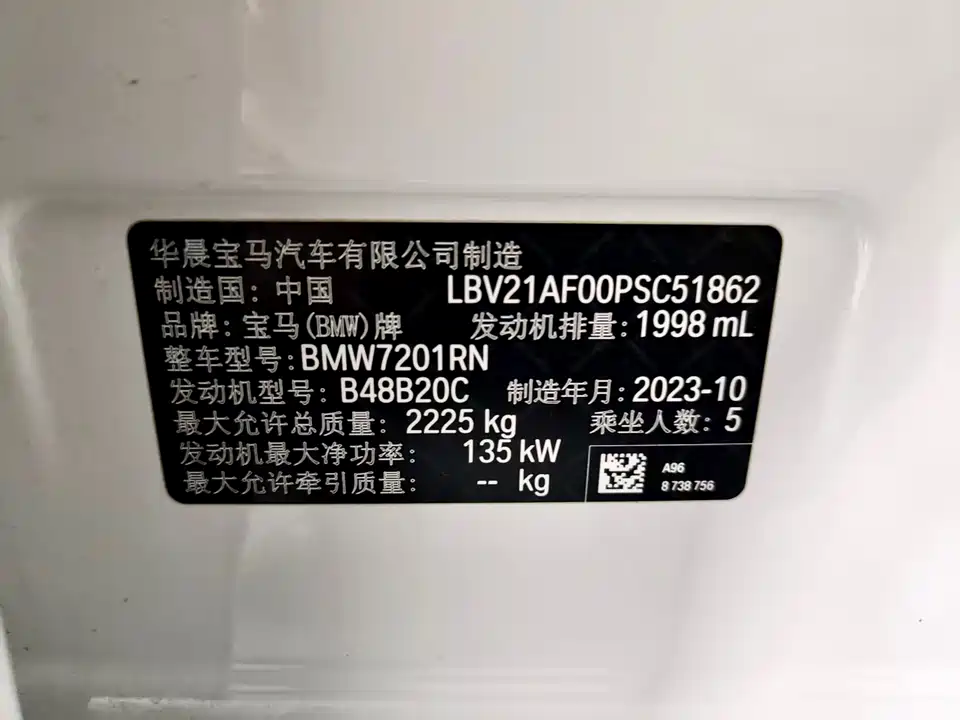 华晨宝马汽车有限公司制造
制造国：中国 LBV21AF00PSC51862
品牌：宝马(BMW)牌 发动机排量：1998 mL
整车型号：BMW7201RN
发动机型号：B48B20C 制造年月：2023-10
最大允许总质量：2225 kg 乘坐人数：5
发动机最大净功率：135 kW
最大允许牵引质量：-- kg
A96
8 738 756